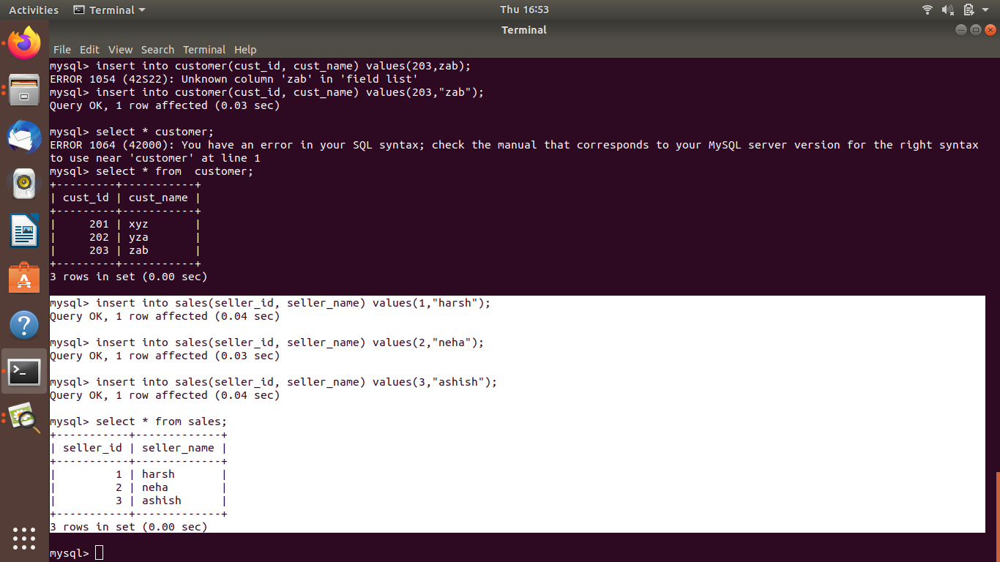 Activities Terminal Thu 16:53
Terminal
File Edit View Search Terminal Help
mysql> insert into customer(cust_id, cust_name) values(203,zab);
ERROR 1054 (42S22): Unknown column 'zab' in 'field list'
mysql> insert into customer(cust_id, cust_name) values(203,"zab");
Query OK, 1 row affected (0.03 sec)
mysql> select * customer;
ERROR 1064 (42000): You have an error in your SQL syntax; check the manual that corresponds to your MySQL server version for the right syntax
to use near 'customer' at line 1
mysql> select * from  customer;
+---------+-----------+
| cust_id | cust_name |
+---------+-----------+
|     201 | xyz       |
|     202 | yza       |
|     203 | zab       |
+---------+-----------+
3 rows in set (0.00 sec)
mysql> insert into sales(seller_id, seller_name) values(1,"harsh");
Query OK, 1 row affected (0.04 sec)
mysql> insert into sales(seller_id, seller_name) values(2,"neha");
Query OK, 1 row affected (0.03 sec)
mysql> insert into sales(seller_id, seller_name) values(3,"ashish");
Query OK, 1 row affected (0.04 sec)
mysql> select * from sales;
+-----------+-------------+
| seller_id | seller_name |
+-----------+-------------+
|         1 | harsh       |
|         2 | neha        |
|         3 | ashish      |
+-----------+-------------+
3 rows in set (0.00 sec)
mysql>